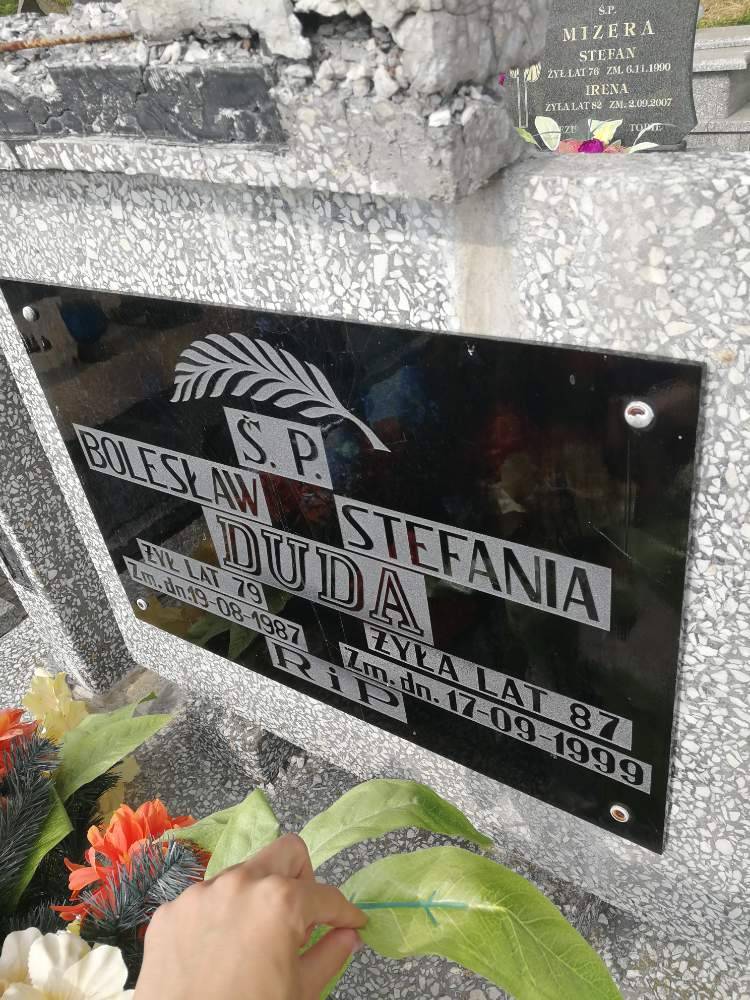 Ś.P.
MIZERA
STEFAN
ŻYŁ LAT 76 ZM. 6.11.1990
IRENA
ŻYŁA LAT 82 ZM. 2.09.2007
TOBIE
Ś. P.
BOLESŁAW STEFANIA
DUDA
ŻYŁ LAT 79
Zm. dn. 19-08-1987
ŻYŁA LAT 87
Zm. dn. 17-09-1999
RiP